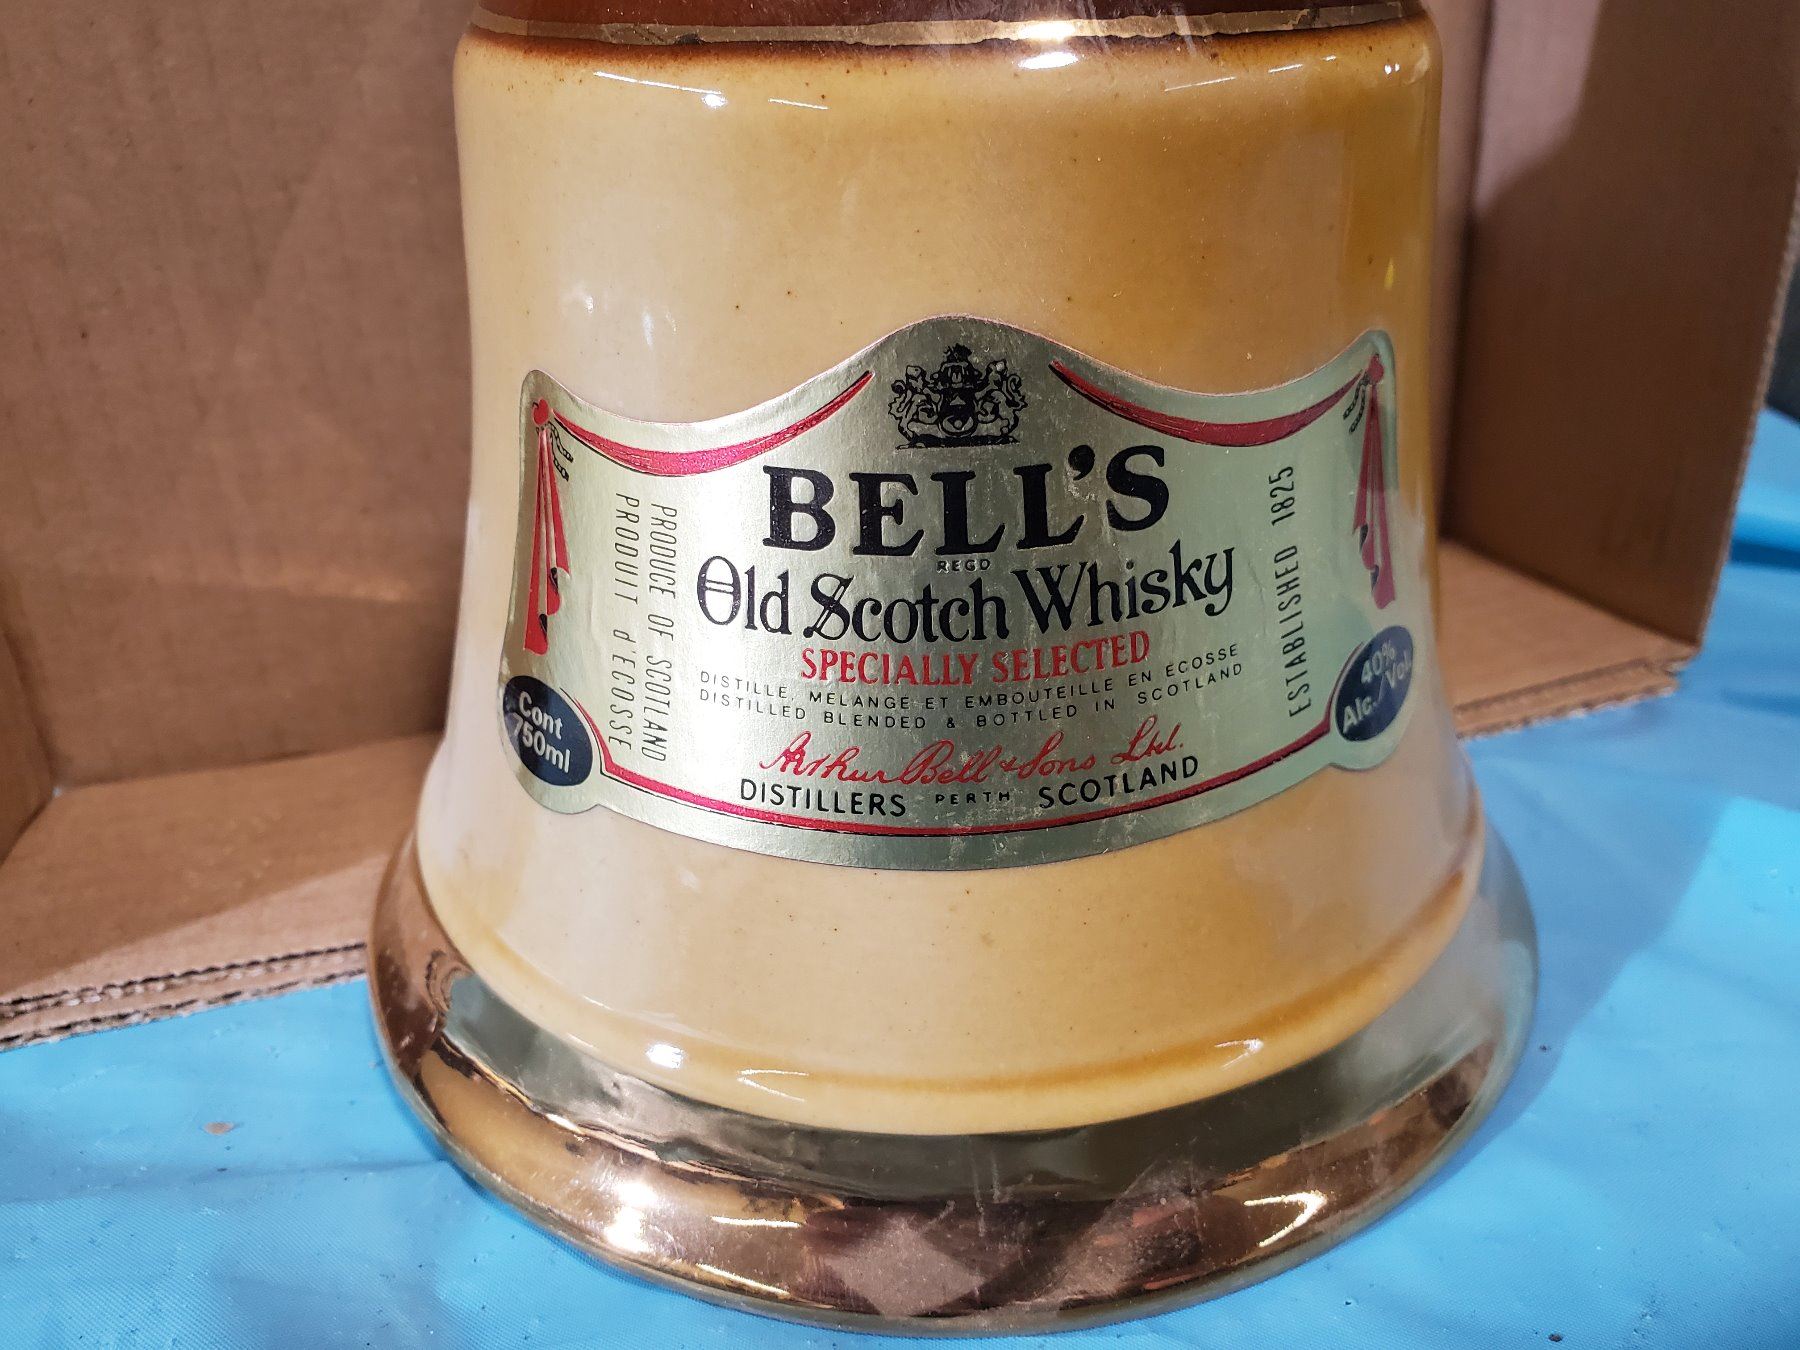 BELL'S
REGD
Old Scotch Whisky
SPECIALLY SELECTED
DISTILLE, MELANGE ET EMBOUTEILLE EN ECOSSE
DISTILLED BLENDED & BOTTLED IN SCOTLAND
Arthur Bell & Sons Ltd.
DISTILLERS PERTH SCOTLAND
PRODUCE OF SCOTLAND
PRODUIT d'ECOSSE
ESTABLISHED 1825
Cont
750ml
40%
Alc./Vol.